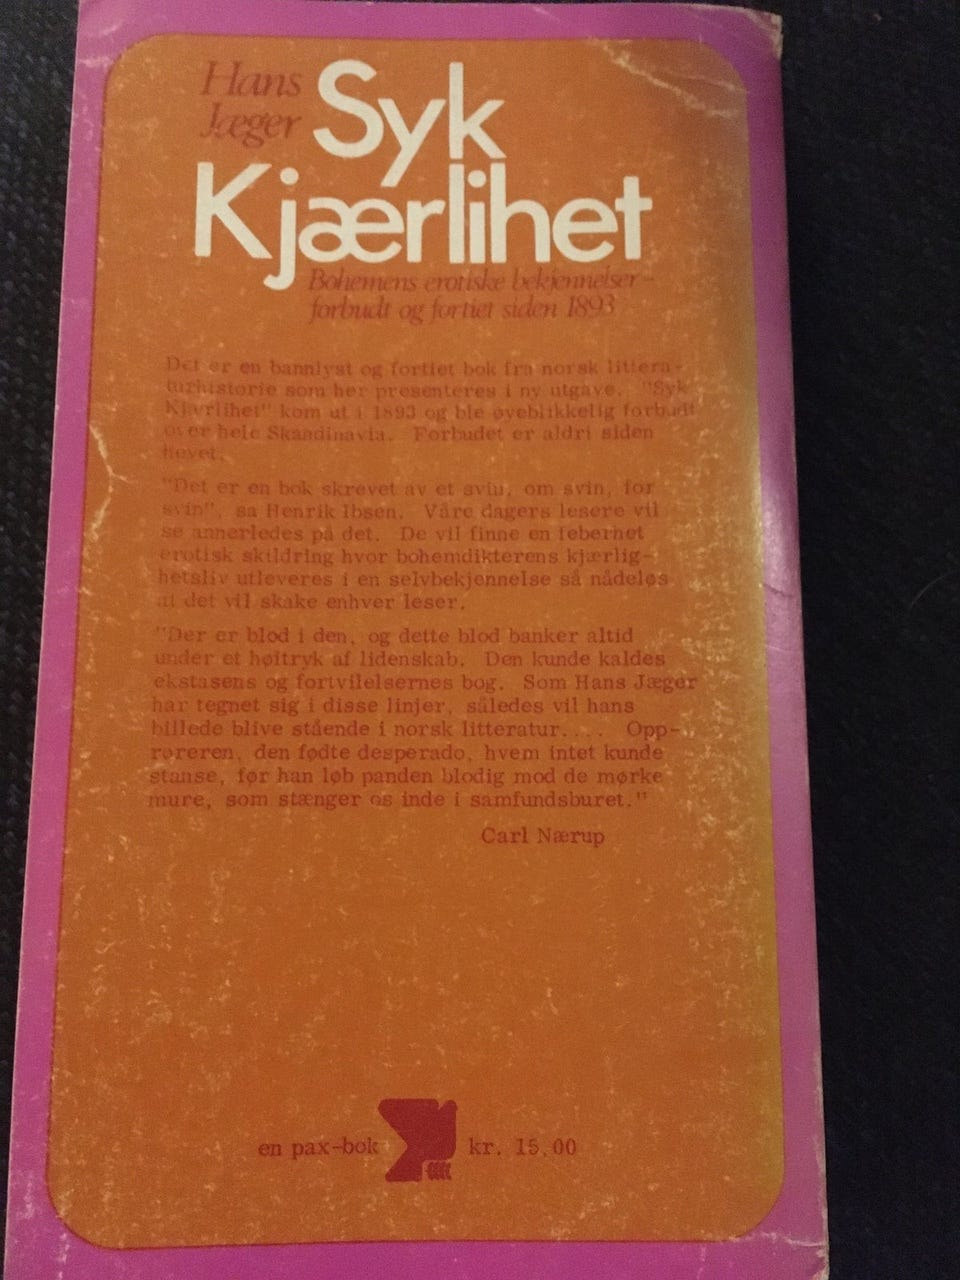 Hans
Jæger
Syk
Kjærlihet
Bohemens erotiske bekjennelser -
forbudt og fortiet siden 1893
Det er en bannlyst og fortiet bok fra norsk littera-
turhistorie som her presenteres i ny utgave. "Syk
Kjærlihet" kom ut i 1893 og ble øyeblikkelig forbudt
over hele Skandinavia. Forbudet er aldri siden
hevet.
"Det er en bok skrevet av et svin, om svin, for
svin", sa Henrik Ibsen. Våre dagers lesere vil
se annerledes på det. De vil finne en feberhet
erotisk skildring hvor bohemdikterens kjærlig-
hetsliv utleveres i en selvbekjennelse så nådeløs
at det vil skake enhver leser.
"Der er blod i den, og dette blod banker altid
under et høitryk af lidenskab. Den kunde kaldes
ekstasens og fortvilelsernes bog. Som Hans Jæger
har tegnet sig i disse linjer, således vil hans
billede blive stående i norsk litteratur.... Opp-
røreren, den fødte desperado, hvem intet kunde
stanse, før han løb panden blodig mod de mørke
mure, som stænger os inde i samfundsburet."
Carl Nærup
en pax-bok kr. 15,00